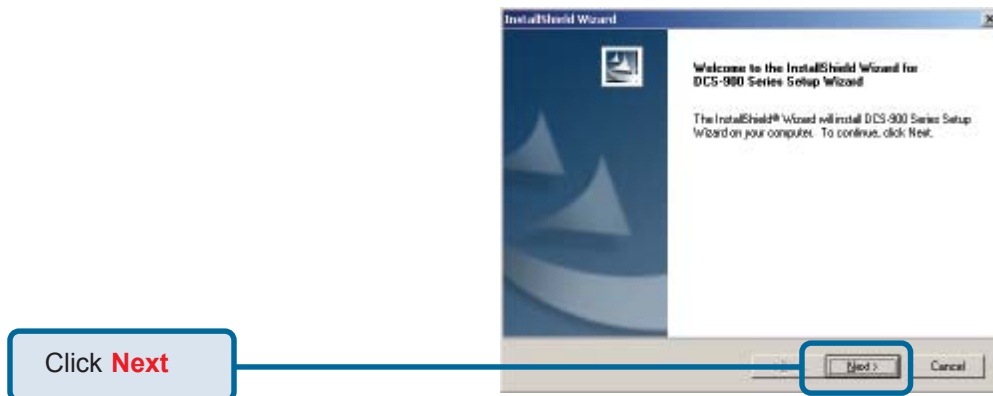 InstallShield Wizard
Welcome to the InstallShield Wizard for
DCS-900 Series Setup Wizard
The InstallShield® Wizard will install DCS-900 Series Setup
Wizard on your computer. To continue, click Next.
Click Next
Next >
Cancel